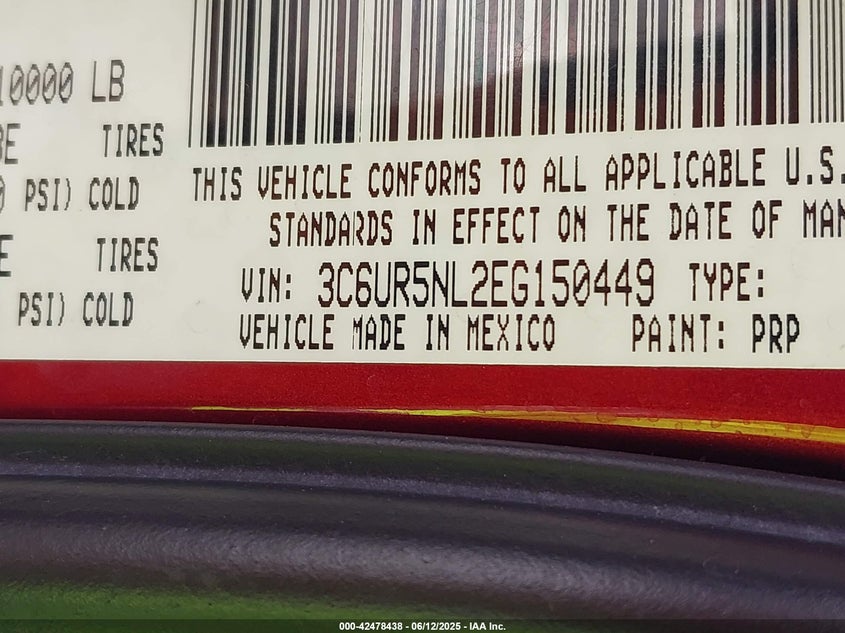 10000 LB
TIRES
PSI) COLD
TIRES
PSI) COLD
THIS VEHICLE CONFORMS TO ALL APPLICABLE U.S.
STANDARDS IN EFFECT ON THE DATE OF MAN
VIN: 3C6UR5NL2EG150449 TYPE:
VEHICLE MADE IN MEXICO PAINT: PRP
000-42478438 - 06/12/2025 - IAA Inc.